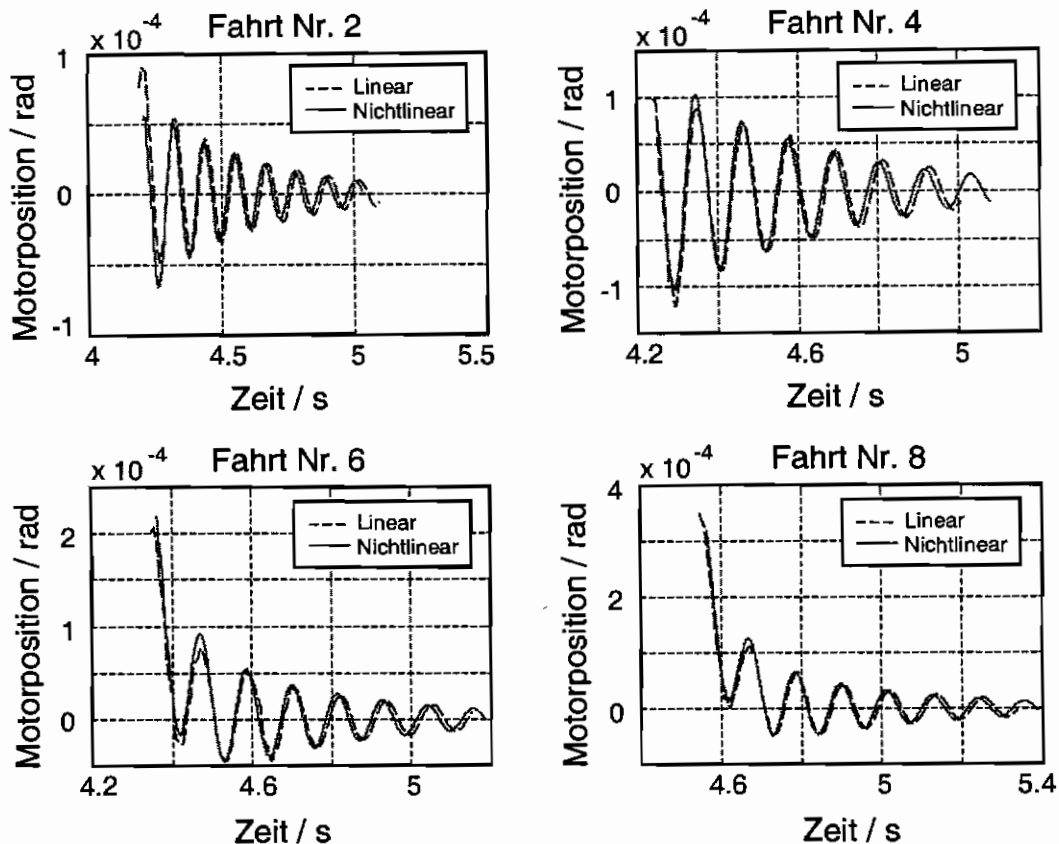 Fahrt Nr. 2
x 10⁻⁴
Motorposition / rad
1
0
-1
Linear
Nichtlinear
4
4.5
5
5.5
Zeit / s
Fahrt Nr. 4
x 10⁻⁴
Motorposition / rad
1
0
-1
Linear
Nichtlinear
4.2
4.6
5
Zeit / s
Fahrt Nr. 6
x 10⁻⁴
Motorposition / rad
2
1
0
Linear
Nichtlinear
4.2
4.6
5
Zeit / s
Fahrt Nr. 8
x 10⁻⁴
Motorposition / rad
4
2
0
Linear
Nichtlinear
4.6
5
5.4
Zeit / s